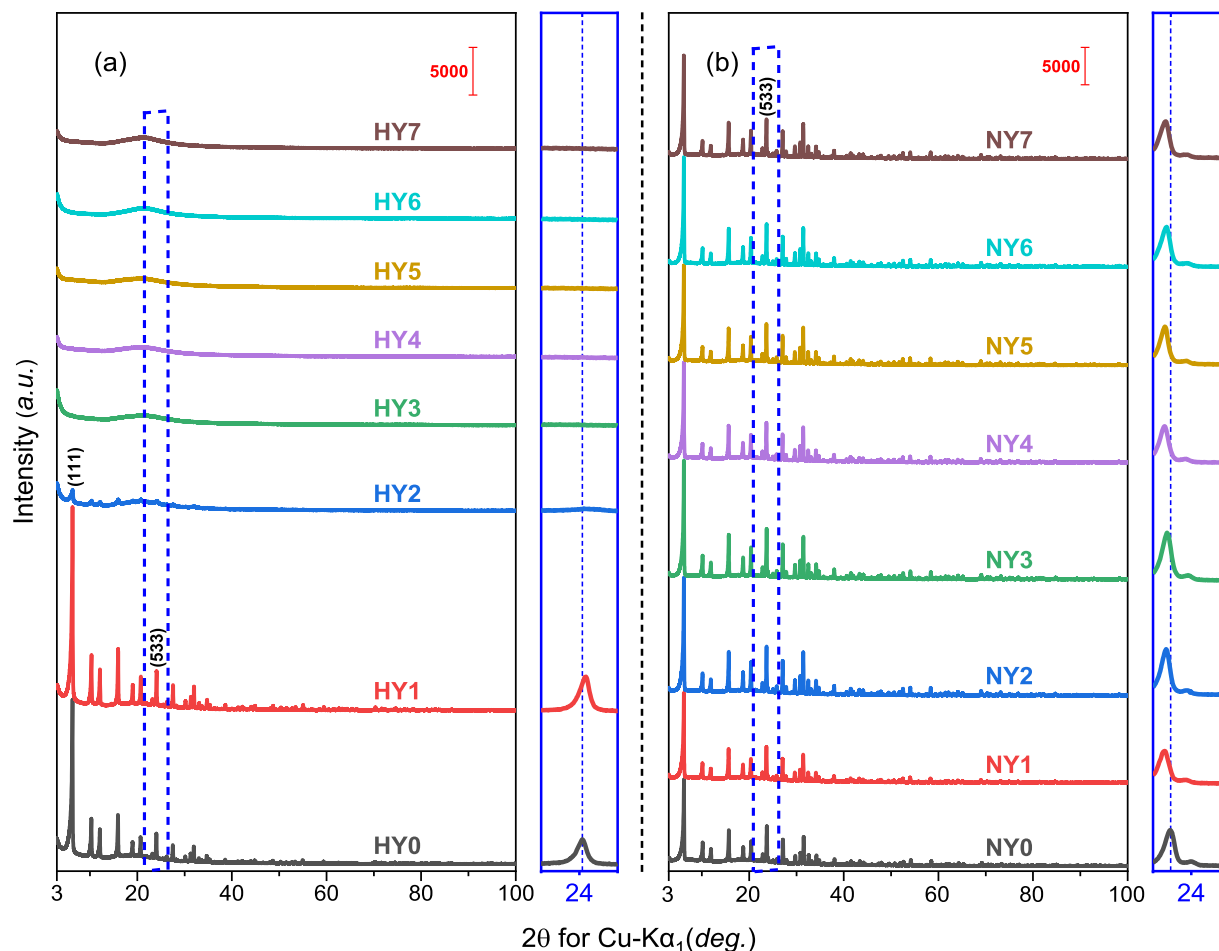 (a)
5000
HY7
HY6
HY5
HY4
HY3
(111)
HY2
(533)
HY1
HY0
3 20 40 60 80 100
24
(b)
5000
(533)
NY7
NY6
NY5
NY4
NY3
NY2
NY1
NY0
3 20 40 60 80 100
24
Intensity (a.u.)
2θ for Cu-Kα₁(deg.)